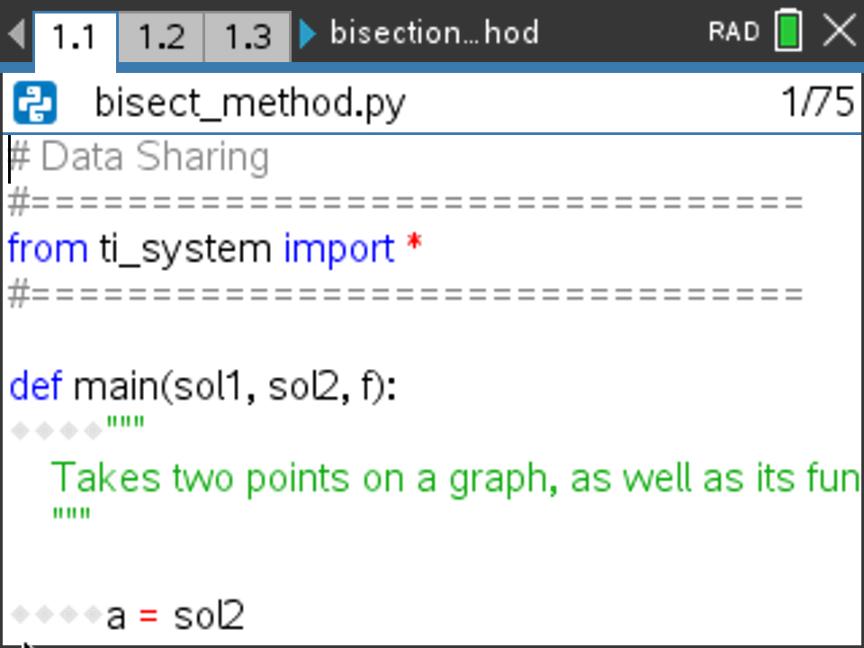 1.1 1.2 1.3 bisection...hod RAD
bisect_method.py 1/75
# Data Sharing
#================================
from ti_system import *
#================================
def main(sol1, sol2, f):
"""
Takes two points on a graph, as well as its fun
"""
a = sol2